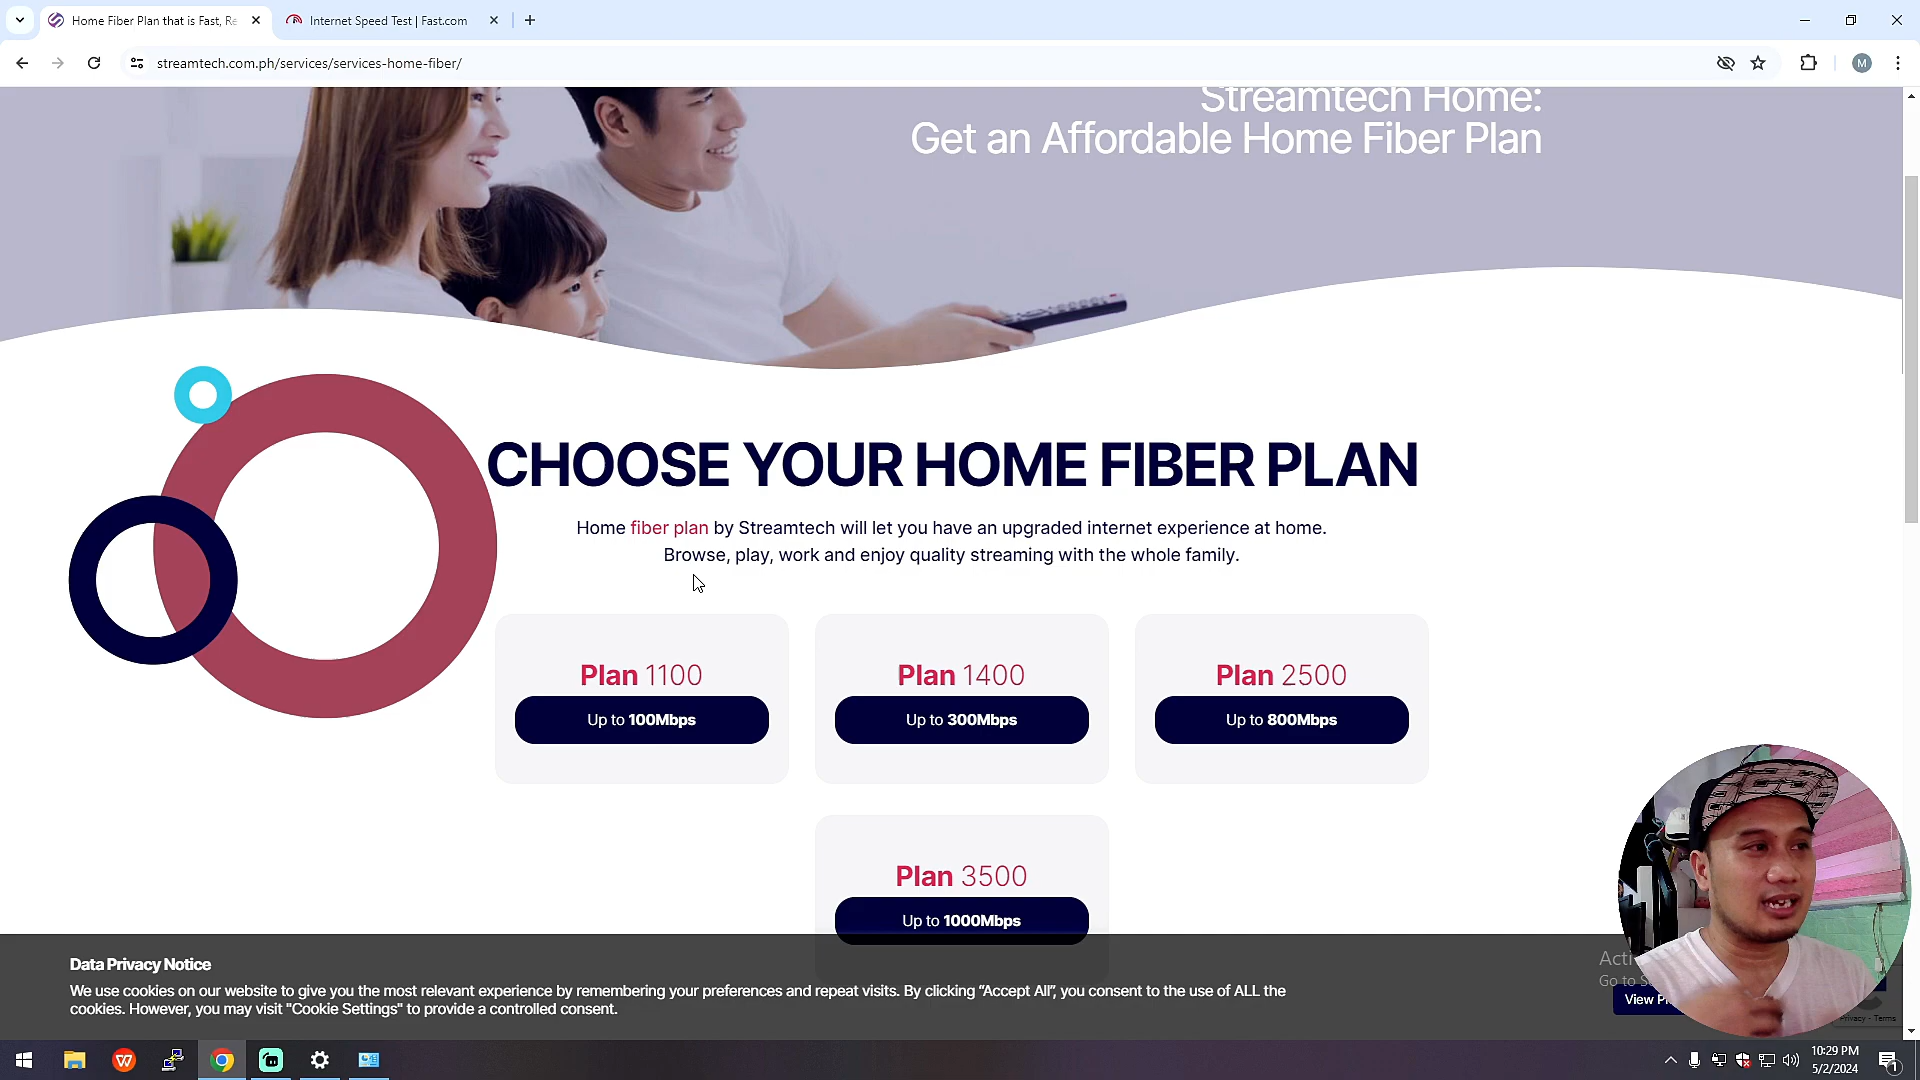 Home Fiber Plan that is Fast, Re
Internet Speed Test | Fast.com
streamtech.com.ph/services/services-home-fiber/
M
Streamtech Home:
Get an Affordable Home Fiber Plan
CHOOSE YOUR HOME FIBER PLAN
Home fiber plan by Streamtech will let you have an upgraded internet experience at home.
Browse, play, work and enjoy quality streaming with the whole family.
Plan 1100
Up to 100Mbps
Plan 1400
Up to 300Mbps
Plan 2500
Up to 800Mbps
Plan 3500
Up to 1000Mbps
Data Privacy Notice
We use cookies on our website to give you the most relevant experience by remembering your preferences and repeat visits. By clicking “Accept All”, you consent to the use of ALL the
cookies. However, you may visit "Cookie Settings" to provide a controlled consent.
Go to
View
Privacy - Terms
W
10:29 PM
5/2/2024
1